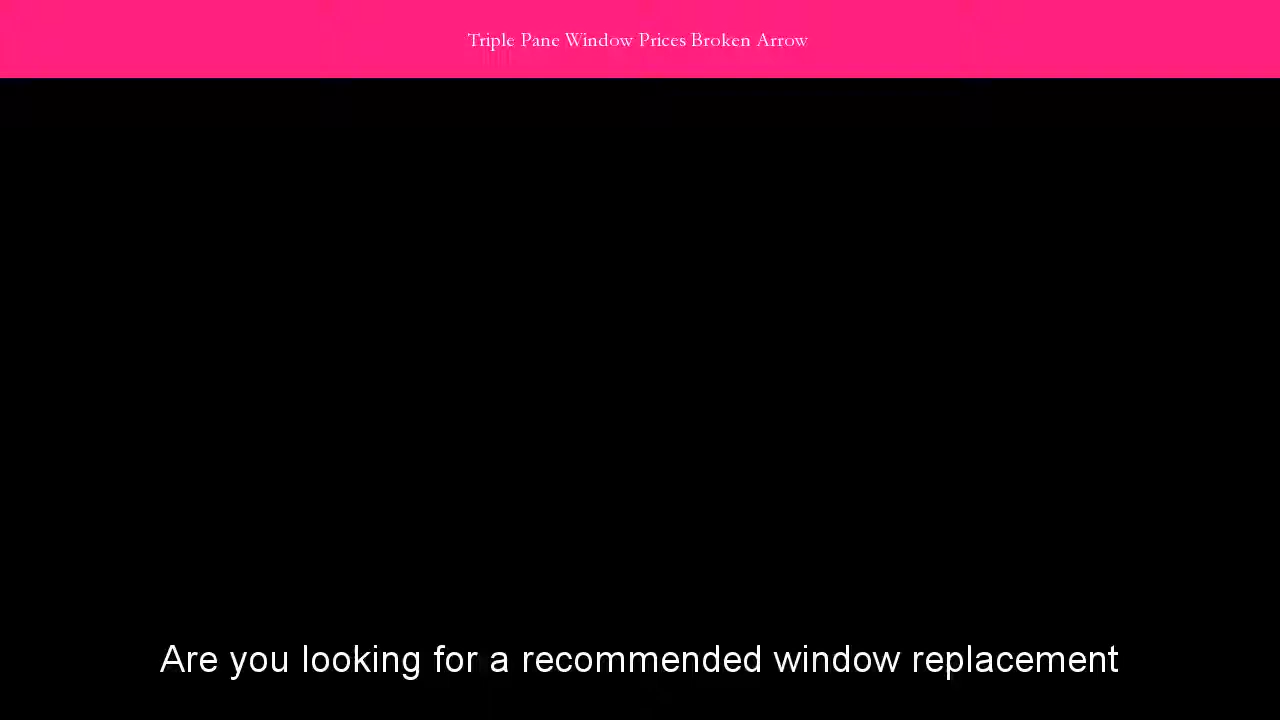 Triple Pane Window Prices Broken Arrow
Are you looking for a recommended window replacement